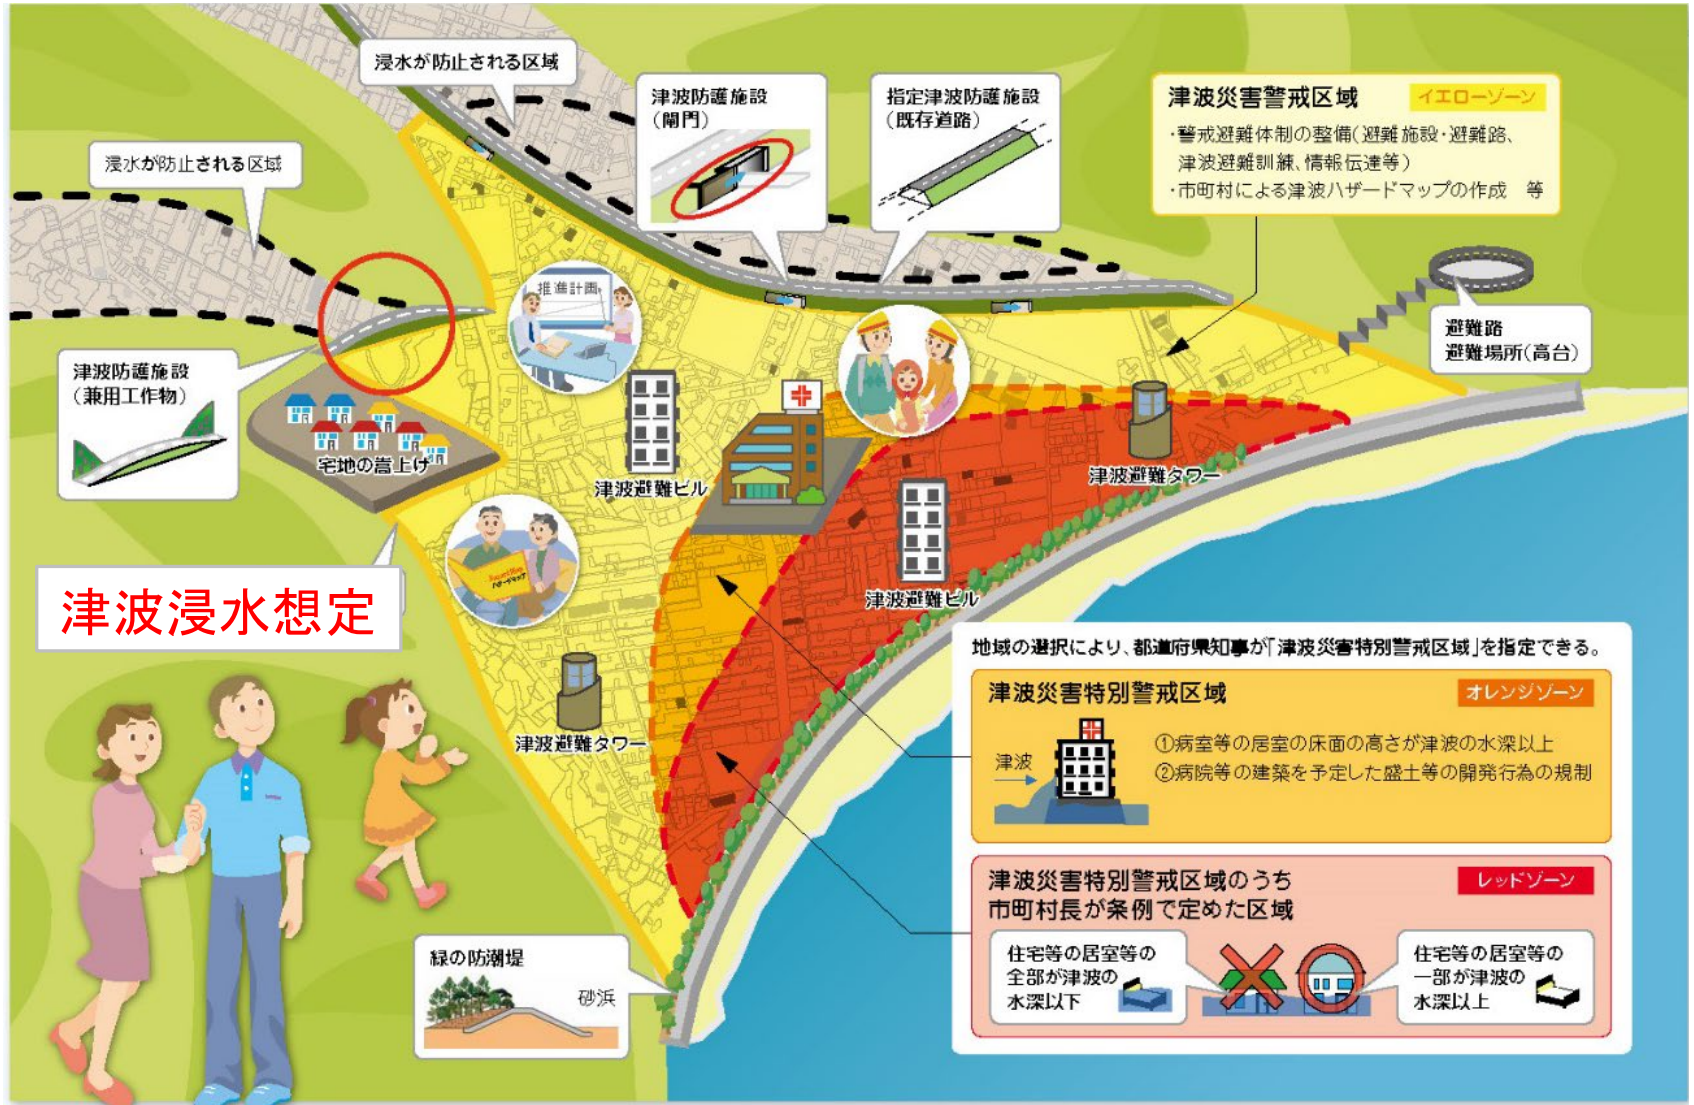 浸水が防止される区域
浸水が防止される区域
津波防護施設
(閘門)
指定津波防護施設
(既存道路)
津波災害警戒区域
イエローゾーン
・警戒避難体制の整備(避難施設・避難路、
津波避難訓練、情報伝達等)
・市町村による津波ハザードマップの作成 等
推進計画
避難路
避難場所(高台)
津波防護施設
(兼用工作物)
宅地の嵩上げ
津波避難ビル
津波避難タワー
津波避難ビル
ハザードマップ
津波浸水想定
津波避難タワー
地域の選択により、都道府県知事が「津波災害特別警戒区域」を指定できる。
津波災害特別警戒区域
オレンジゾーン
津波
①病室等の居室の床面の高さが津波の水深以上
②病院等の建築を予定した盛土等の開発行為の規制
津波災害特別警戒区域のうち
市町村長が条例で定めた区域
レッドゾーン
住宅等の居室等の
全部が津波の
水深以下
住宅等の居室等の
一部が津波の
水深以上
緑の防潮堤
砂浜